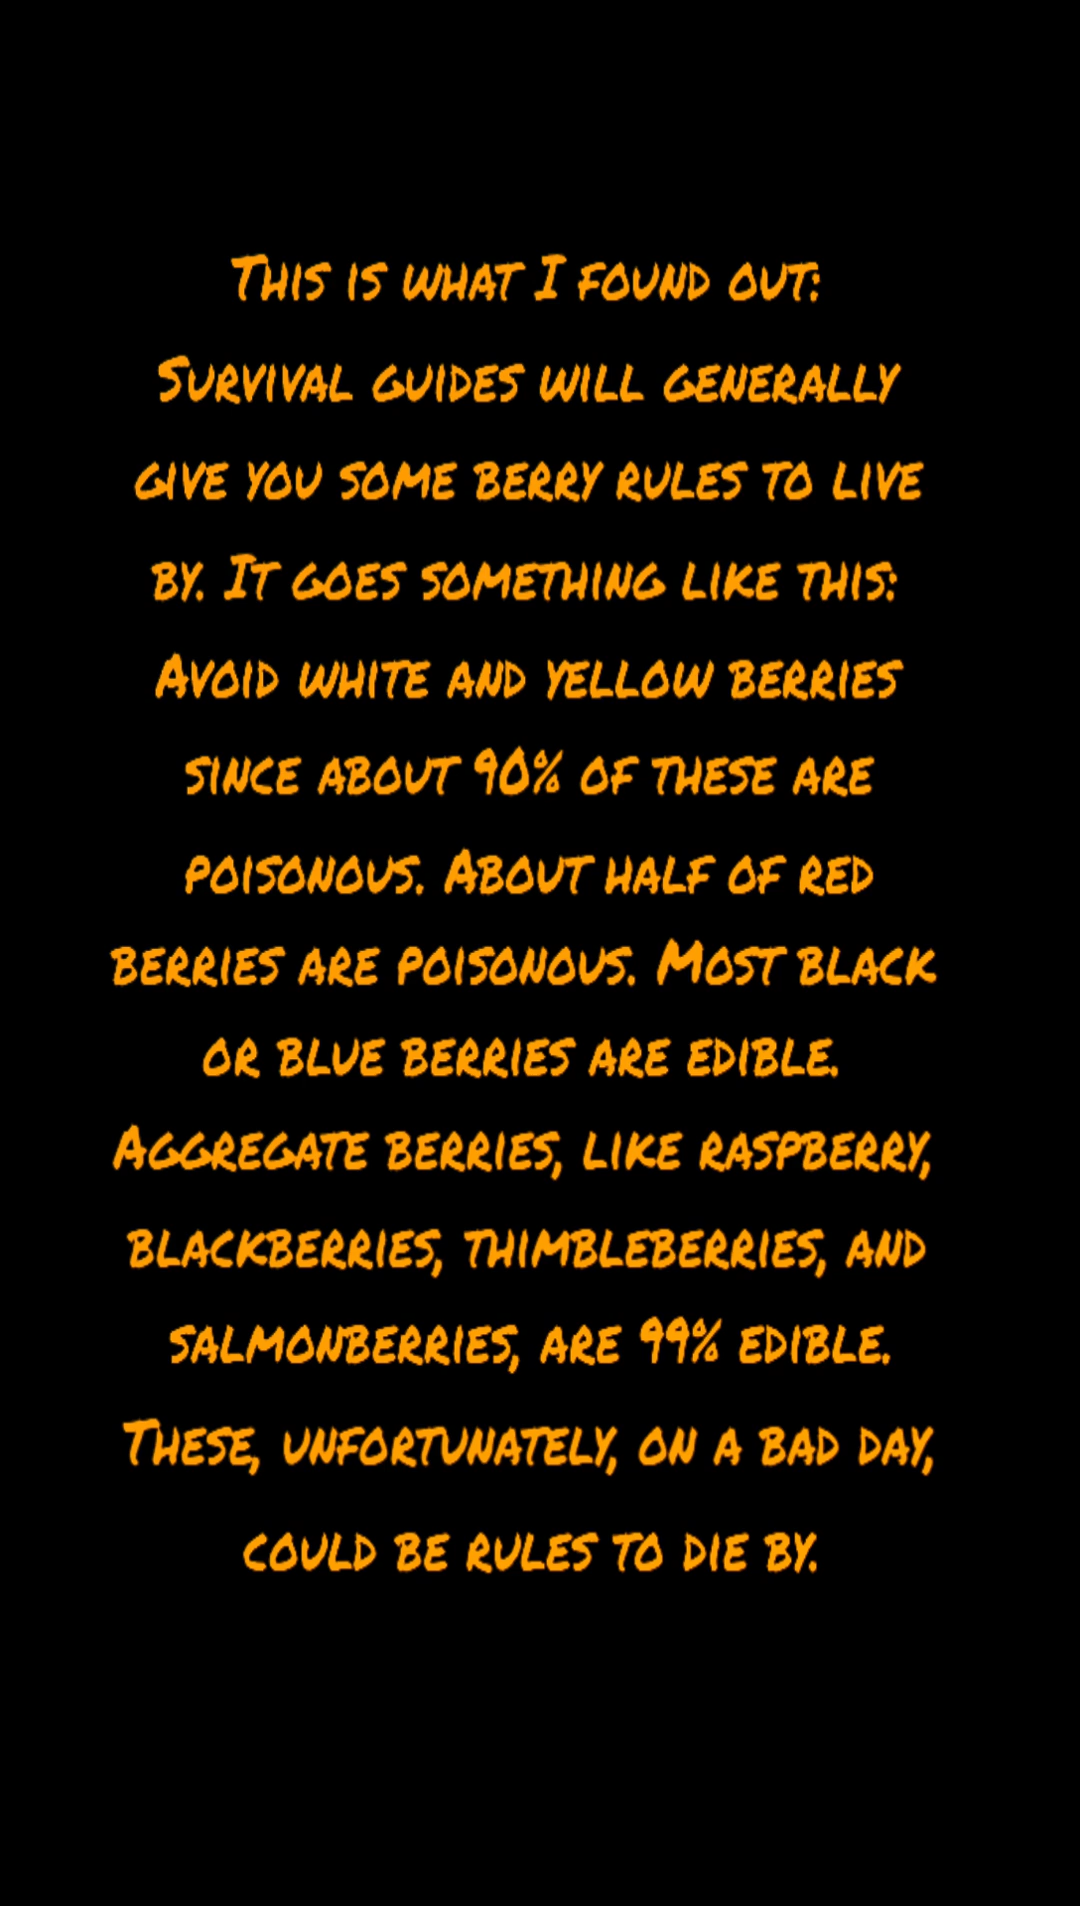 This is what I found out:
Survival guides will generally
give you some berry rules to live
by. It goes something like this:
Avoid white and yellow berries
since about 90% of these are
poisonous. About half of red
berries are poisonous. Most black
or blue berries are edible.
Aggregate berries, like raspberry,
blackberries, thimbleberries, and
salmonberries, are 99% edible.
These, unfortunately, on a bad day,
could be rules to die by.